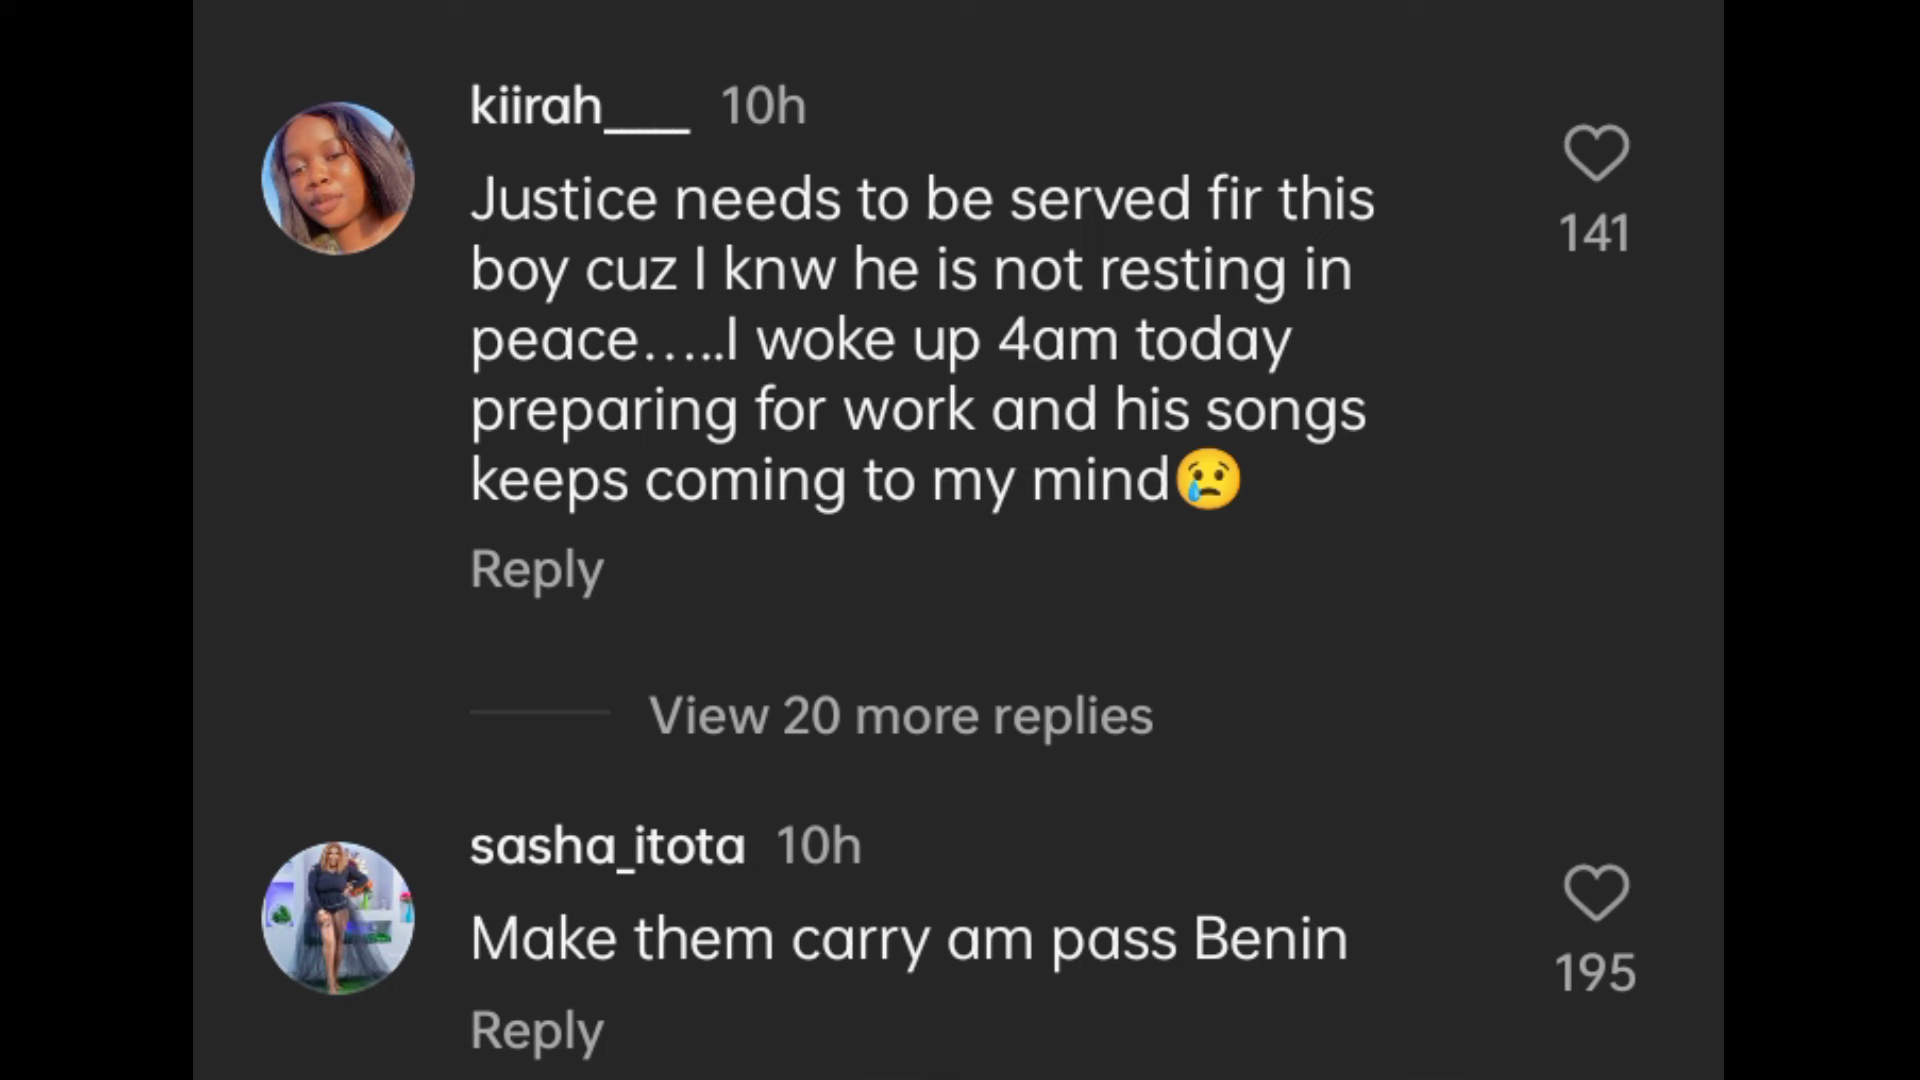 kiirah____ 10h
Justice needs to be served fir this
141
boy cuz I knw he is not resting in
peace…..I woke up 4am today
preparing for work and his songs
keeps coming to my mind😢
Reply
View 20 more replies
sasha_itota 10h
Make them carry am pass Benin
195
Reply